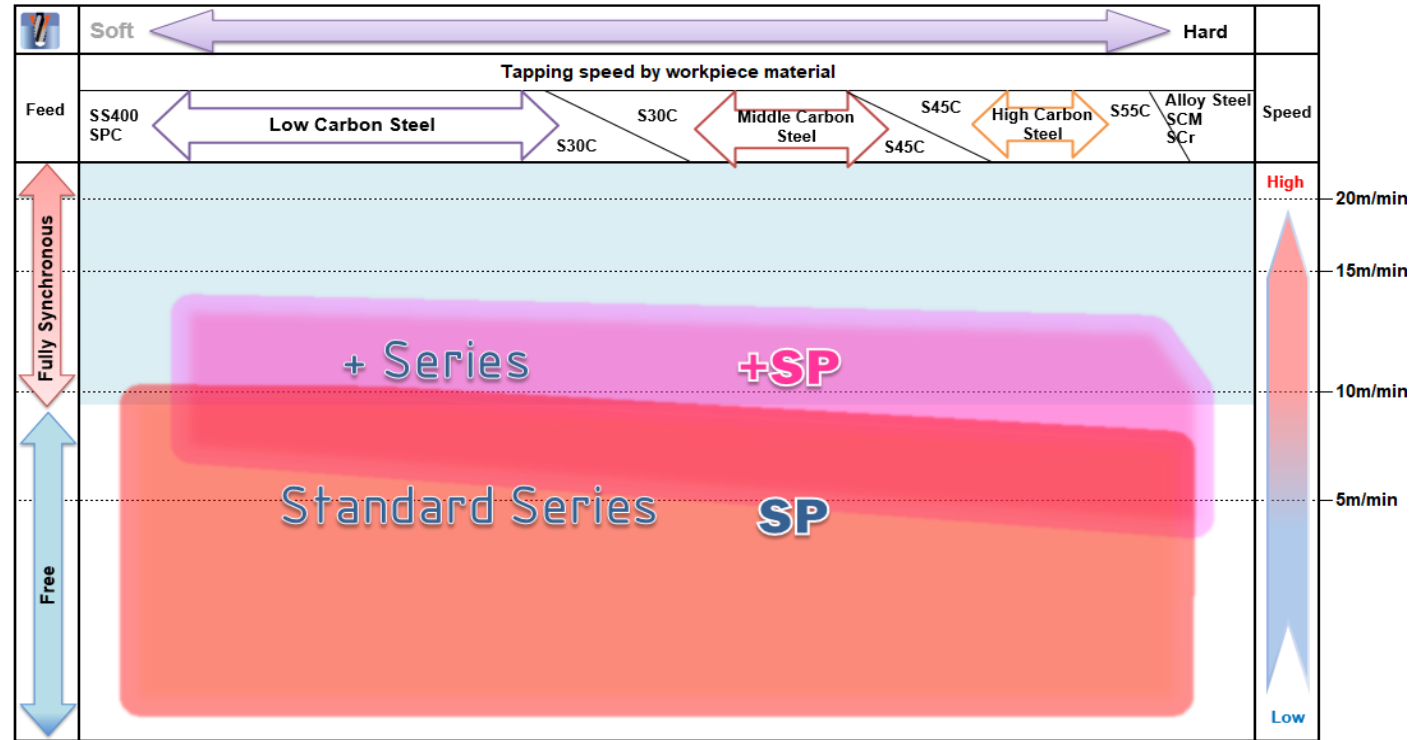 Soft
Hard
Feed
Tapping speed by workpiece material
Speed
SS400
SPC
Low Carbon Steel
S30C
S30C
Middle Carbon
Steel
S45C
S45C
High Carbon
Steel
S55C
Alloy Steel
SCM
SCr
Fully Synchronous
Free
High
20m/min
15m/min
+ Series
+SP
10m/min
Standard Series
SP
5m/min
Low